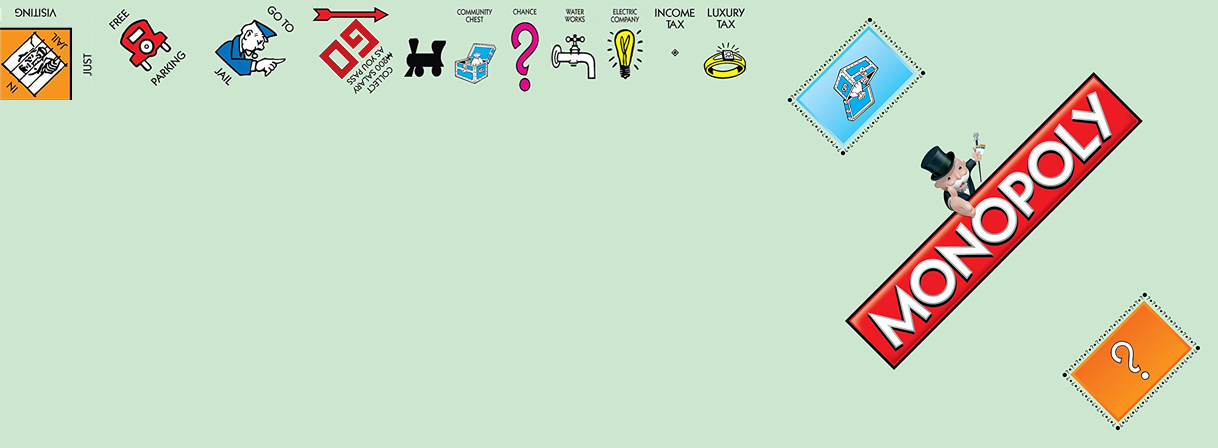 VISITING
JUST
IN
JAIL
FREE
PARKING
GO TO
JAIL
COLLECT
M200 SALARY
AS YOU PASS
GO
COMMUNITY
CHEST
CHANCE
?
WATER
WORKS
ELECTRIC
COMPANY
INCOME
TAX
LUXURY
TAX
MONOPOLY
?